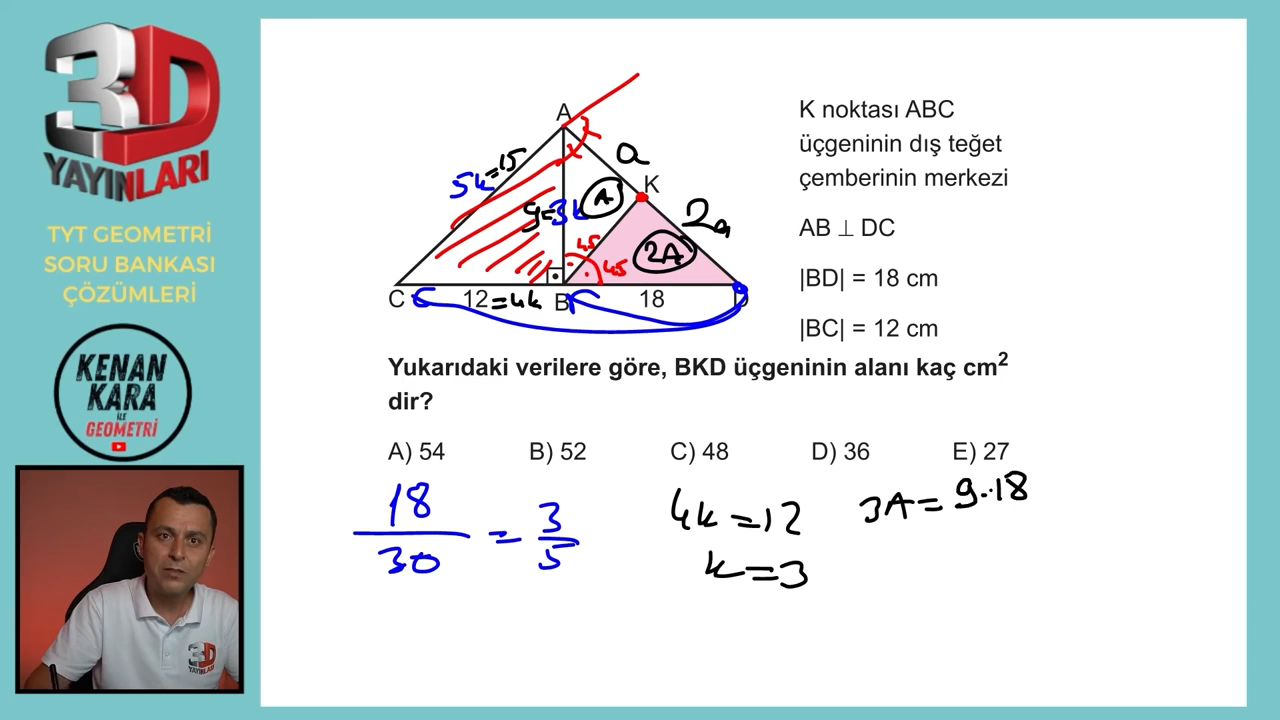 3D
YAYINLARI
TYT GEOMETRİ
SORU BANKASI
ÇÖZÜMLERİ
KENAN
KARA
İLE
GEOMETRİ
3D
YAYINLARI
A
5k=15
a
K
9=3k
A
2a
45
2A
45
C
12=4k
B
18
D
K noktası ABC
üçgeninin dış teğet
çemberinin merkezi
AB ⊥ DC
|BD| = 18 cm
|BC| = 12 cm
Yukarıdaki verilere göre, BKD üçgeninin alanı kaç cm²
dir?
A) 54 B) 52 C) 48 D) 36 E) 27
18/30 = 3/5
4k=12
k=3
3A=9.18